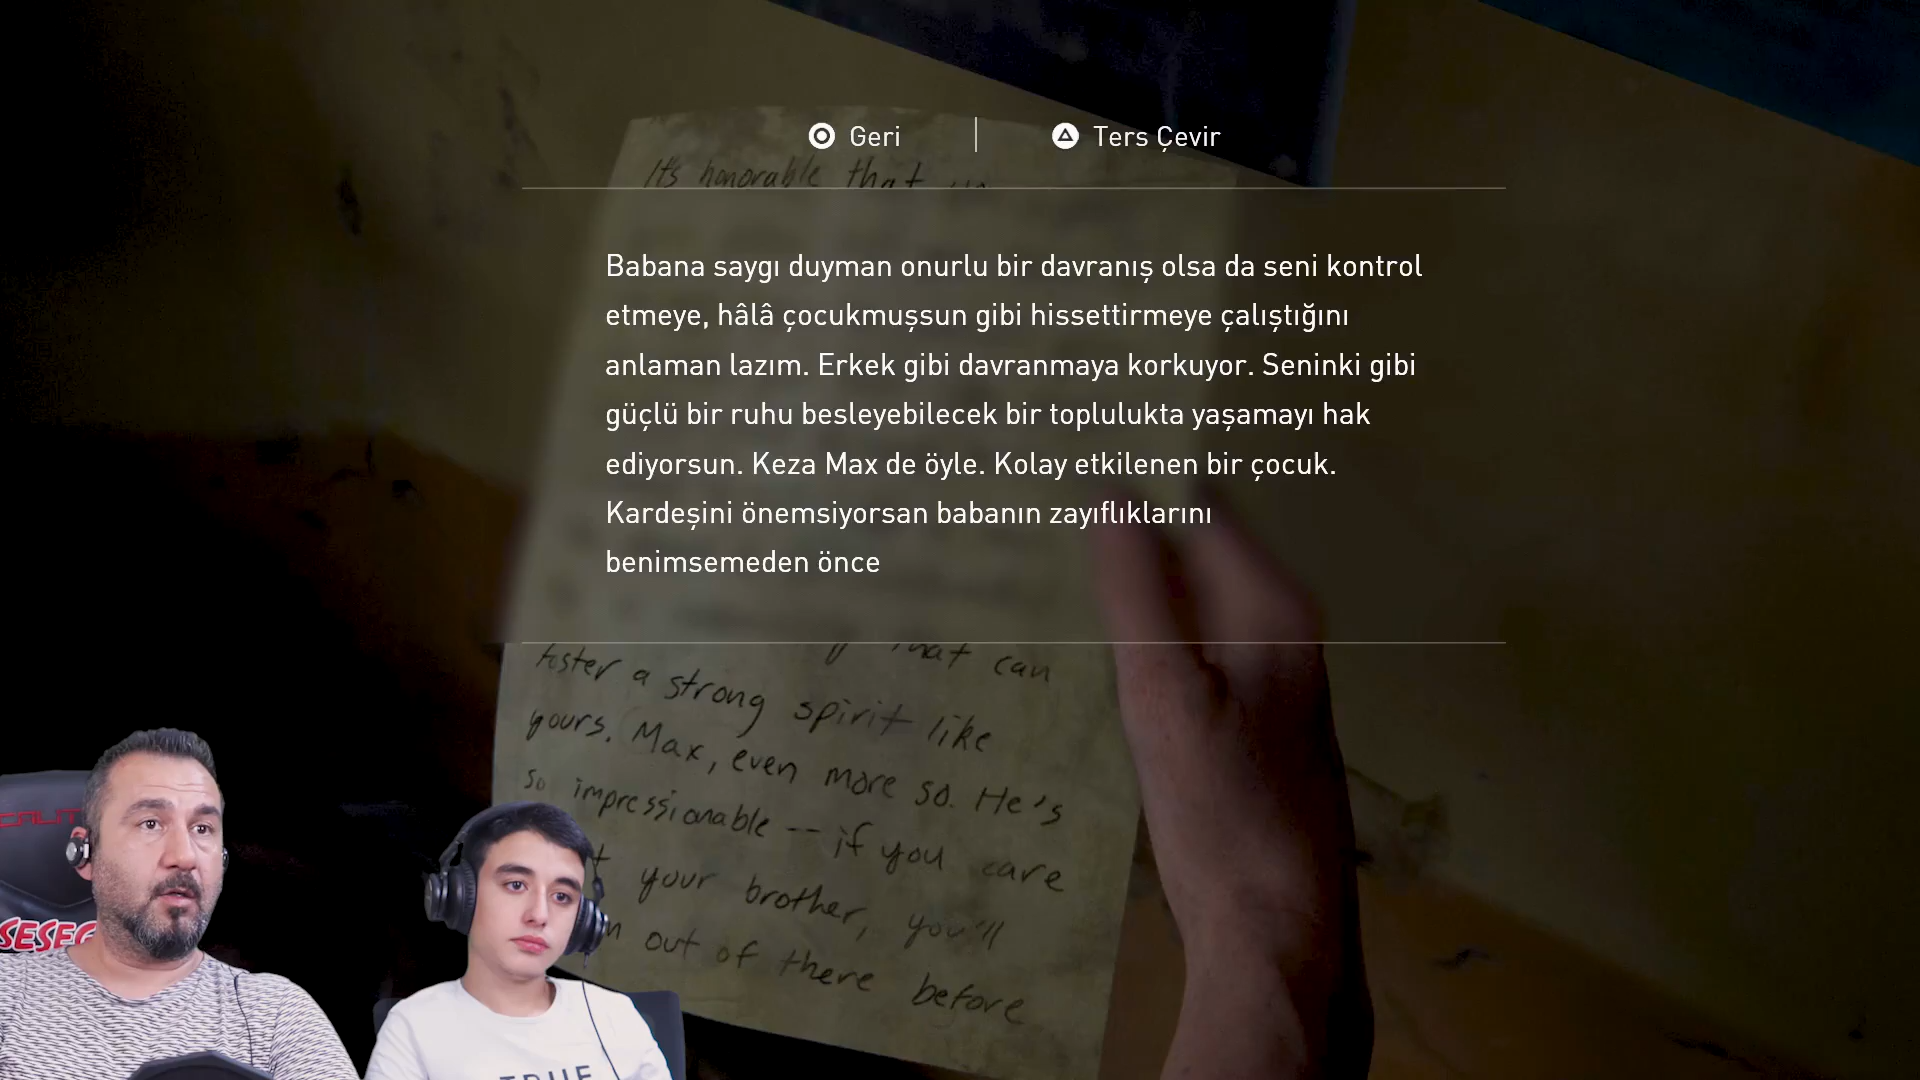 Geri
Ters Çevir
It's honorable that
Babana saygı duyman onurlu bir davranış olsa da seni kontrol
etmeye, hâlâ çocukmuşsun gibi hissettirmeye çalıştığını
anlaman lazım. Erkek gibi davranmaya korkuyor. Seninki gibi
güçlü bir ruhu besleyebilecek bir toplulukta yaşamayı hak
ediyorsun. Keza Max de öyle. Kolay etkilenen bir çocuk.
Kardeşini önemsiyorsan babanın zayıflıklarını
benimsemeden önce
that can
foster a strong spirit like
yours. Max, even more so. He's
so impressionable -- if you care
your brother, you'll
out of there before
TRUE